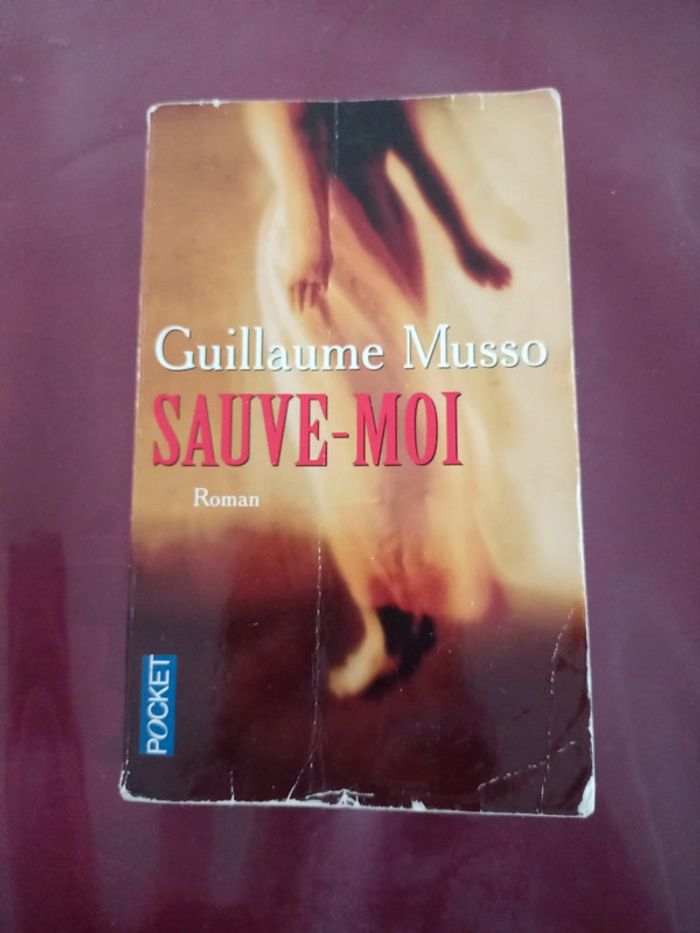 Guillaume Musso
SAUVE-MOI
Roman
POCKET